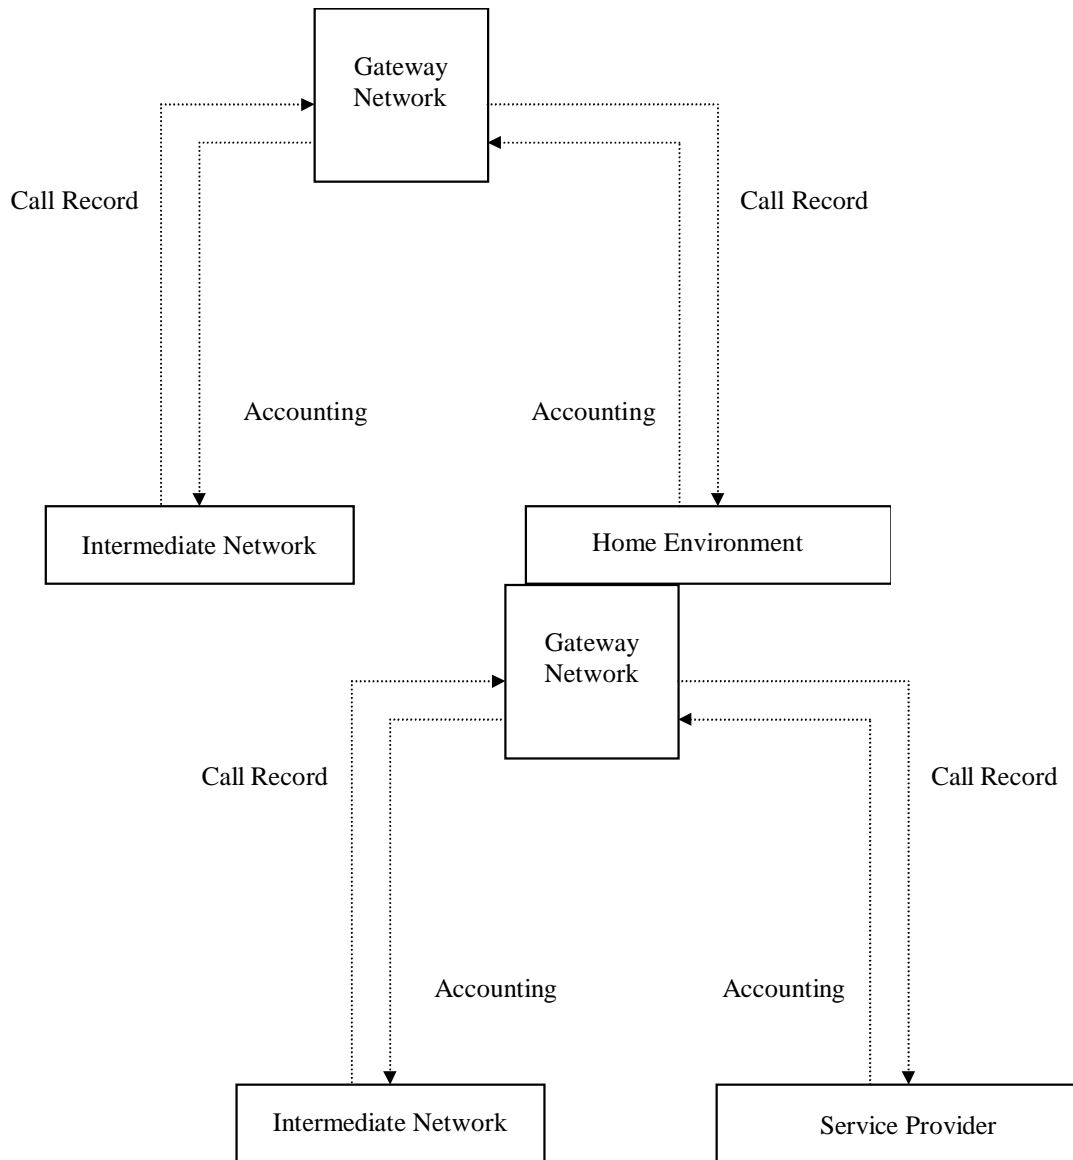 Gateway
Network
Call Record
Call Record
Accounting
Accounting
Intermediate Network
Home Environment
Gateway
Network
Call Record
Call Record
Accounting
Accounting
Intermediate Network
Service Provider